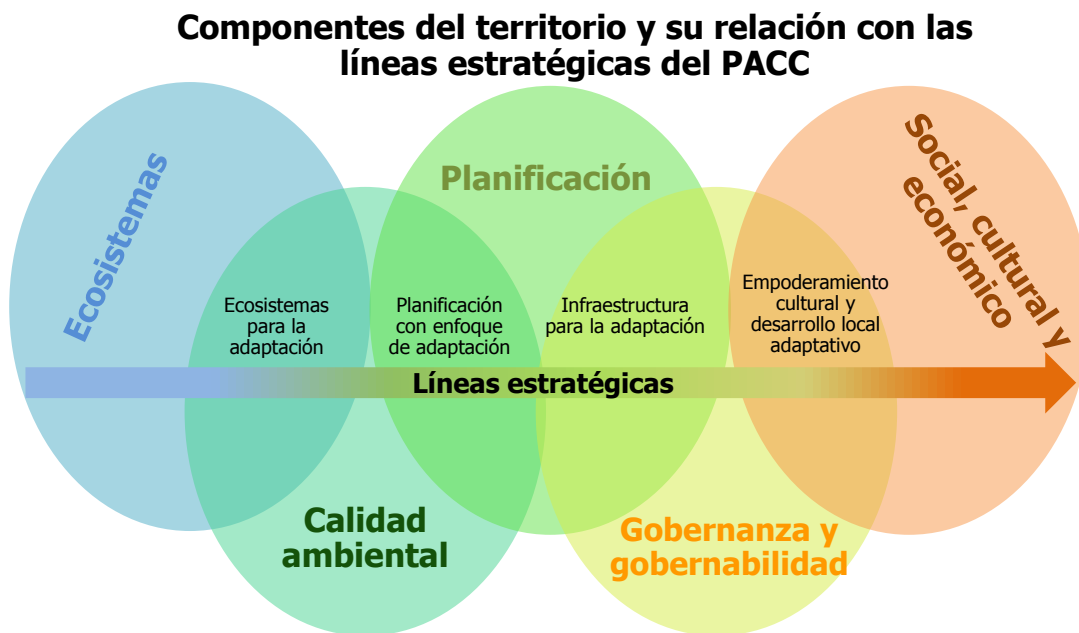 Componentes del territorio y su relación con las
líneas estratégicas del PACC
Ecosistemas
Planificación
Social, cultural y
económico
Ecosistemas
para la
adaptación
Planificación
con enfoque
de adaptación
Infraestructura
para la adaptación
Empoderamiento
cultural y
desarrollo local
adaptativo
Líneas estratégicas
Calidad
ambiental
Gobernanza y
gobernabilidad